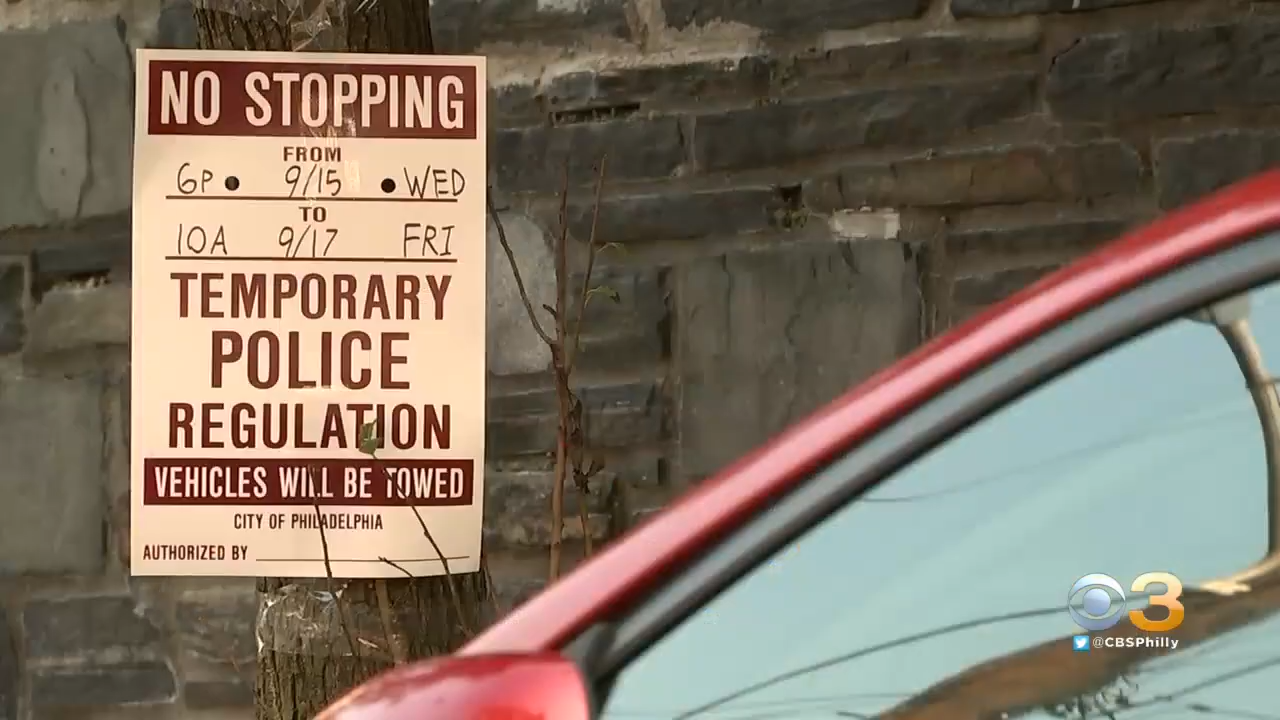 NO STOPPING
FROM
6P • 9/15 • WED
TO
10A 9/17 FRI
TEMPORARY
POLICE
REGULATION
VEHICLES WILL BE TOWED
CITY OF PHILADELPHIA
AUTHORIZED BY
3
@CBSPhilly